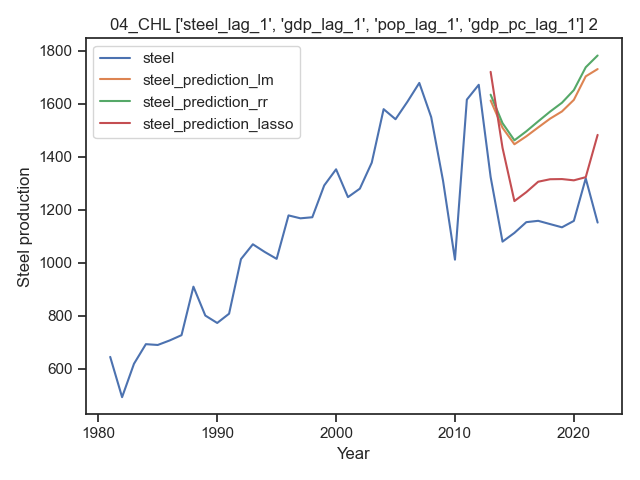 04_CHL ['steel_lag_1', 'gdp_lag_1', 'pop_lag_1', 'gdp_pc_lag_1'] 2
steel
steel_prediction_lm
steel_prediction_rr
steel_prediction_lasso
Steel production
1800
1600
1400
1200
1000
800
600
1980
1990
2000
2010
2020
Year